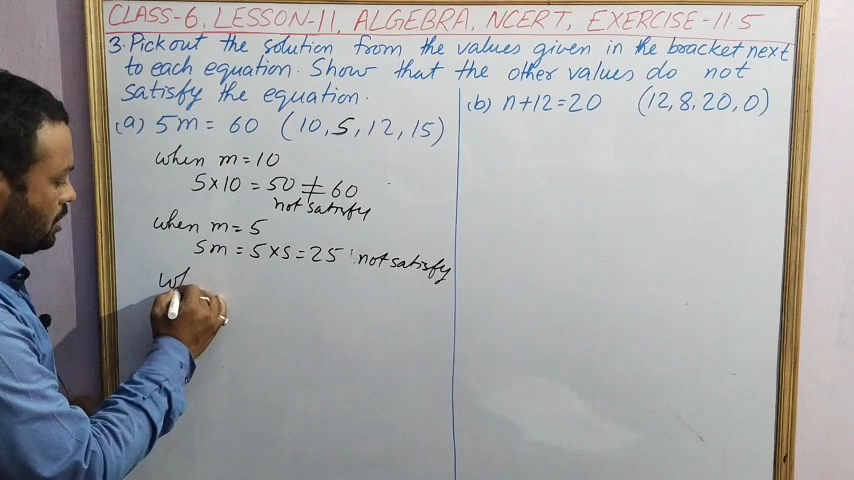 CLASS-6, LESSON-11, ALGEBRA, NCERT, EXERCISE-11.5
3. Pickout the solution from the values given in the bracket next
to each equation. Show that the other values do not
satisfy the equation.
(a) 5m = 60 (10, 5, 12, 15)
when m = 10
5×10 = 50 ≠ 60
not satisfy
when m = 5
5m = 5×5 = 25 not satisfy
wh
(b) n+12=20 (12, 8, 20, 0)